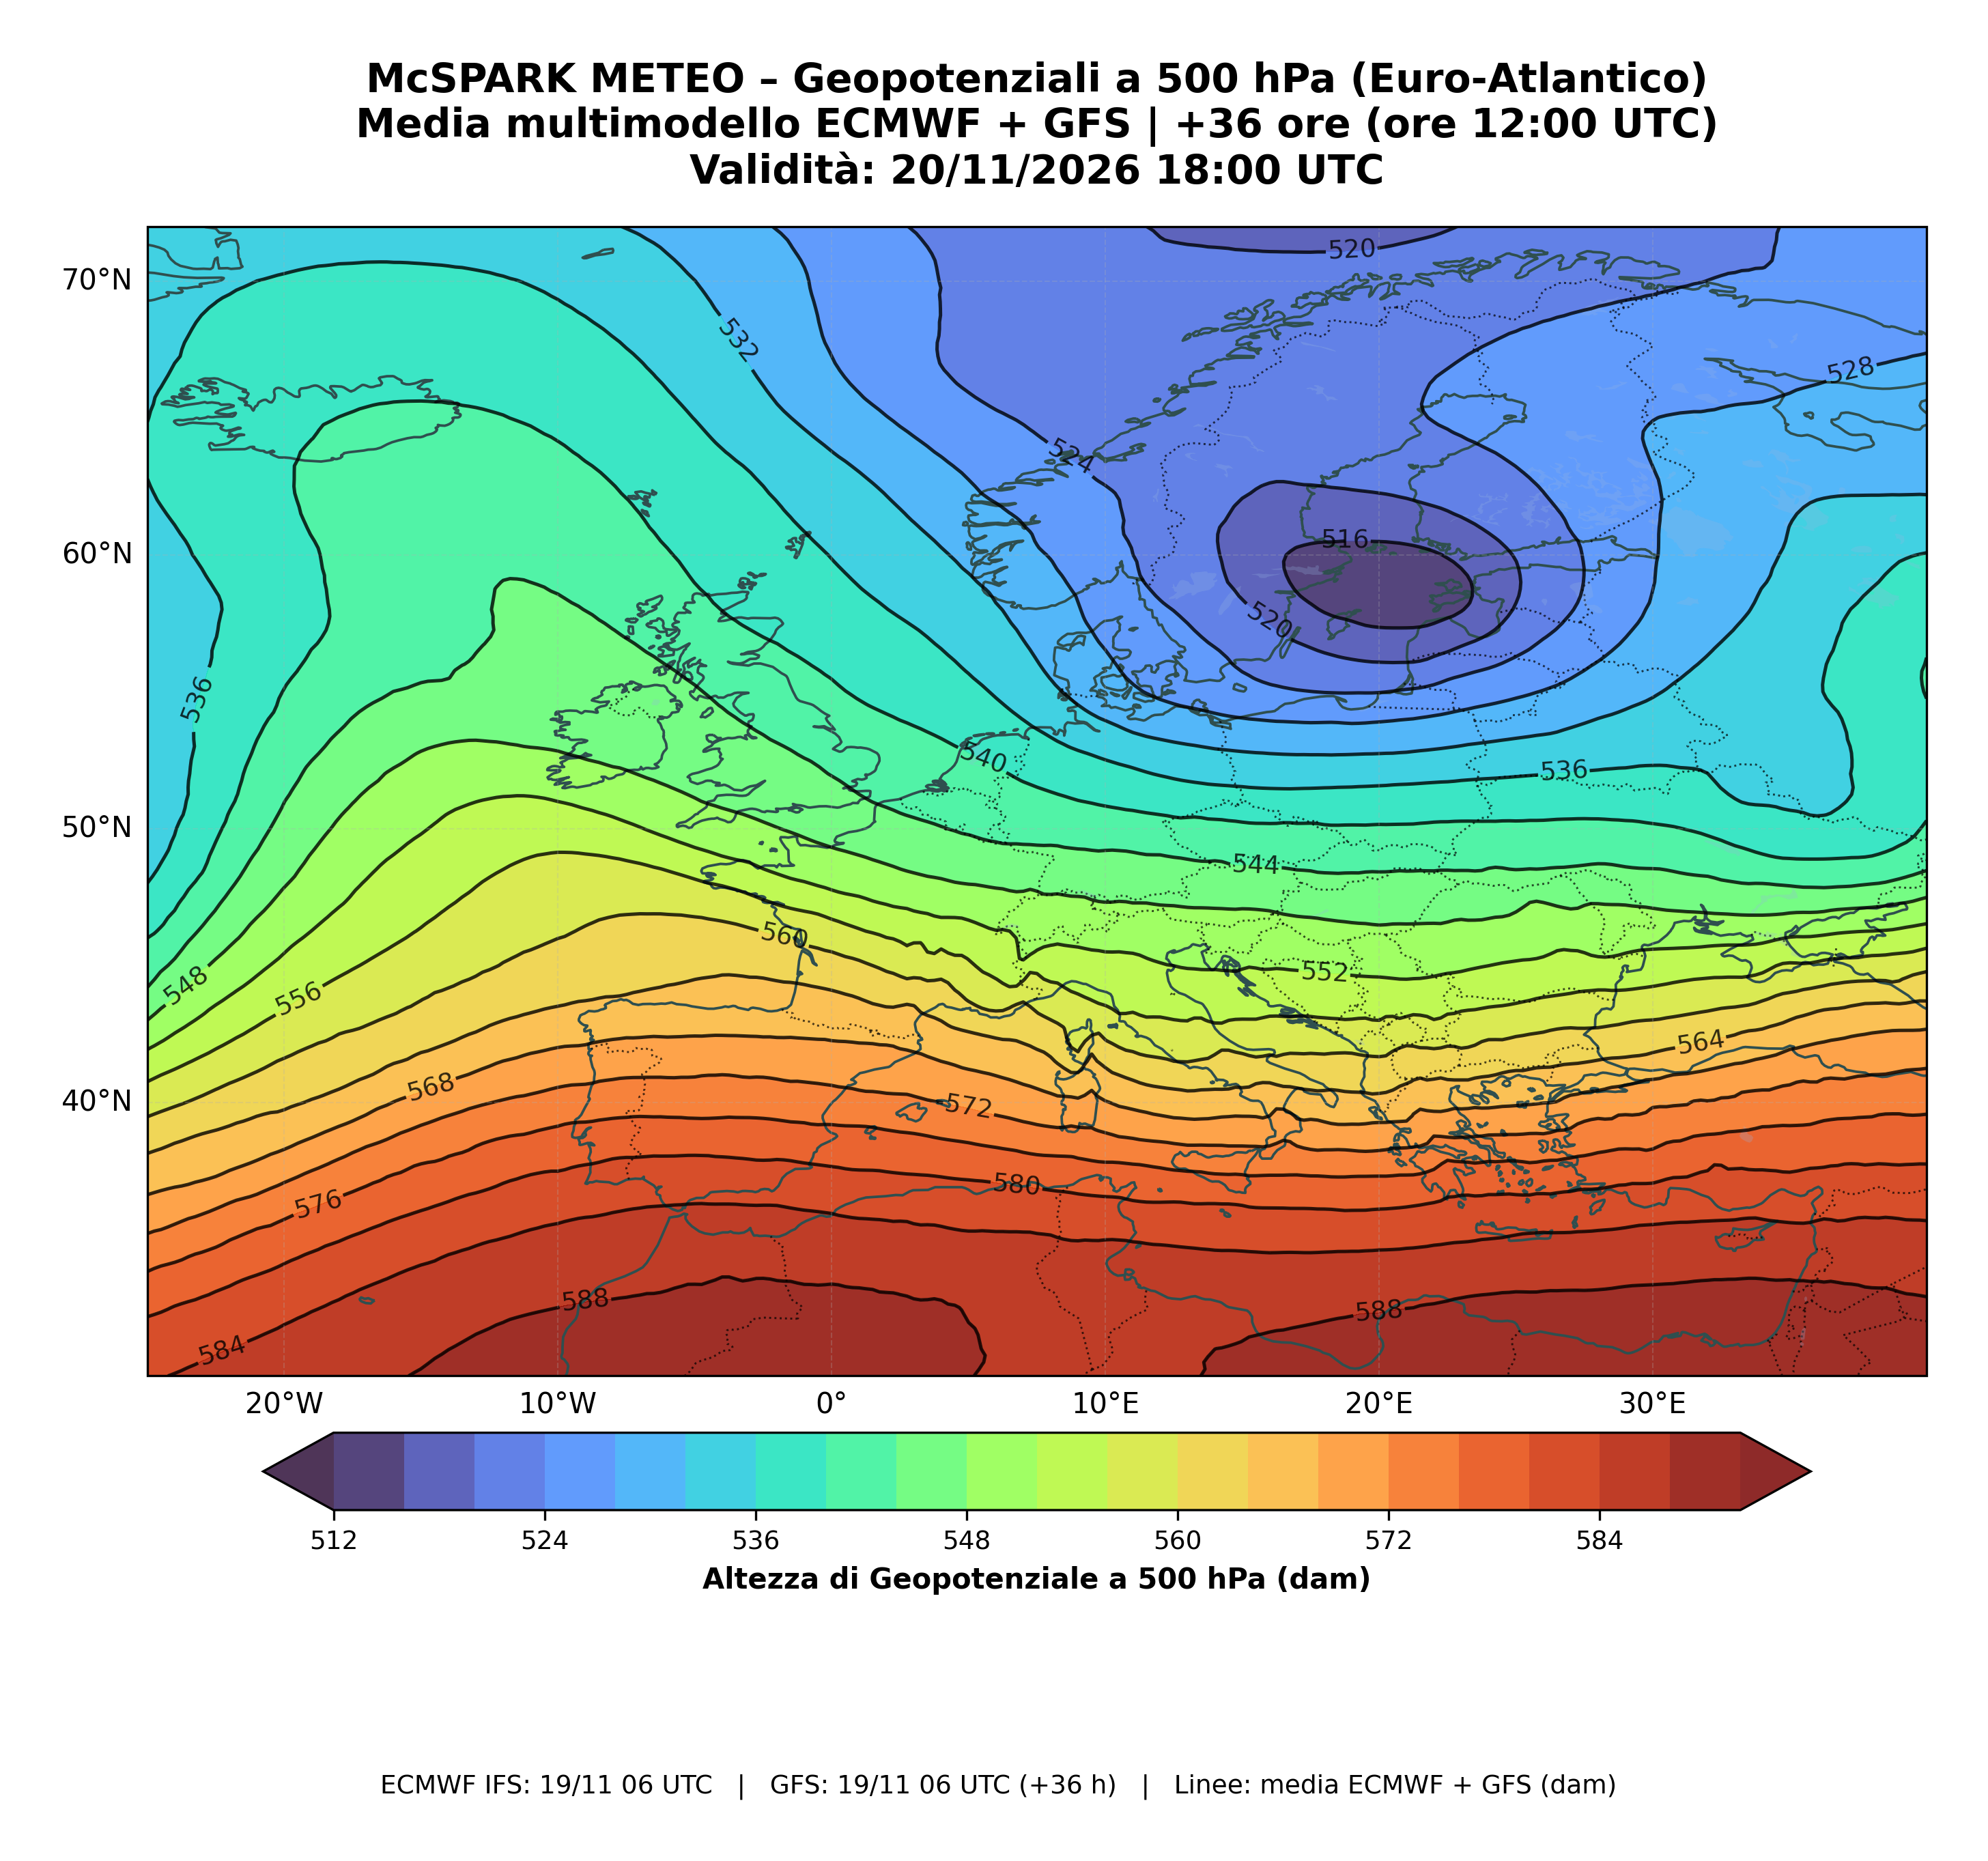 McSPARK METEO – Geopotenziali a 500 hPa (Euro-Atlantico)
Media multimodello ECMWF + GFS | +36 ore (ore 12:00 UTC)
Validità: 20/11/2026 18:00 UTC
520
70°N
532
528
524
516
60°N
520
536
540
536
50°N
544
560
552
548
556
564
568
572
40°N
580
576
588
588
584
20°W
10°W
0°
10°E
20°E
30°E
512
524
536
548
560
572
584
Altezza di Geopotenziale a 500 hPa (dam)
ECMWF IFS: 19/11 06 UTC | GFS: 19/11 06 UTC (+36 h) | Linee: media ECMWF + GFS (dam)